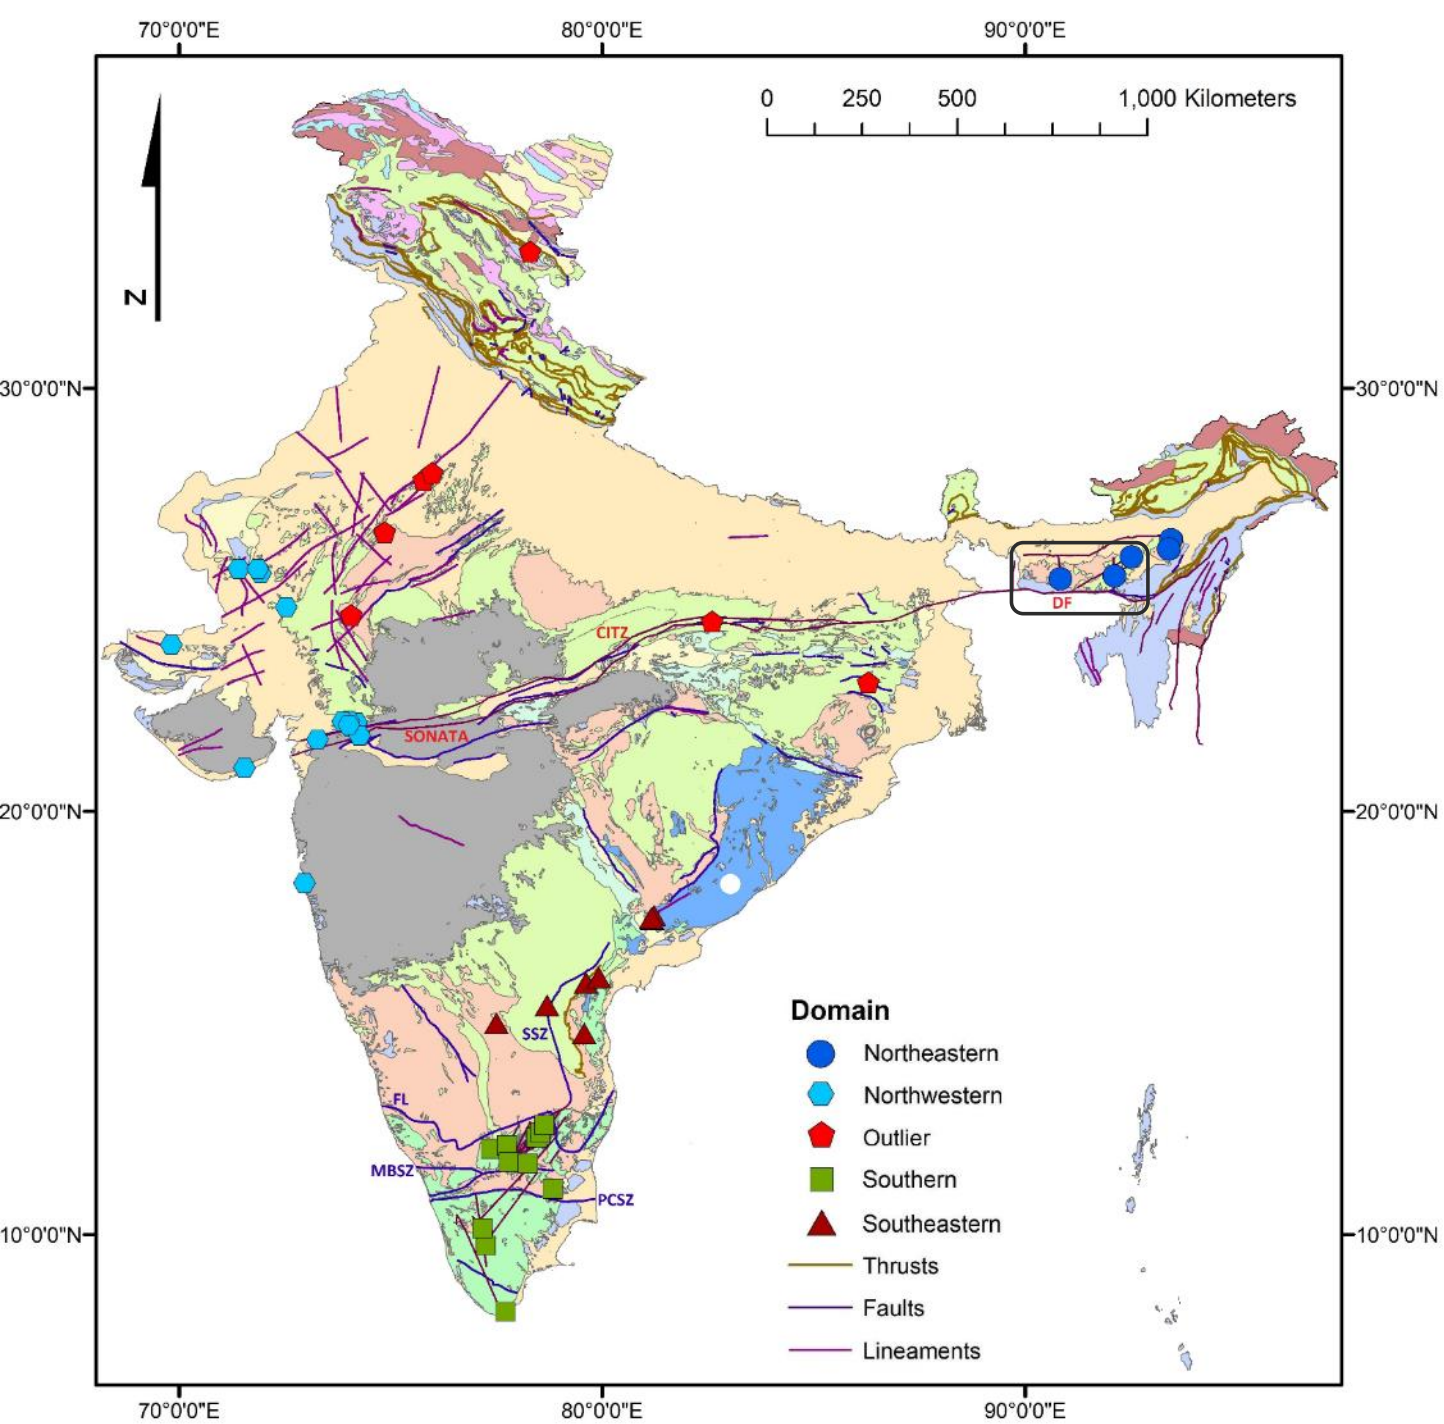 70°0'0"E 80°0'0"E 90°0'0"E
0 250 500 1,000 Kilometers
N
30°0'0"N 30°0'0"N
DF
CITZ
SONATA
20°0'0"N 20°0'0"N
Domain
SSZ
Northeastern
FL
Northwestern
Outlier
MBSZ
Southern
PCSZ
Southeastern
10°0'0"N 10°0'0"N
Thrusts
Faults
Lineaments
70°0'0"E 80°0'0"E 90°0'0"E